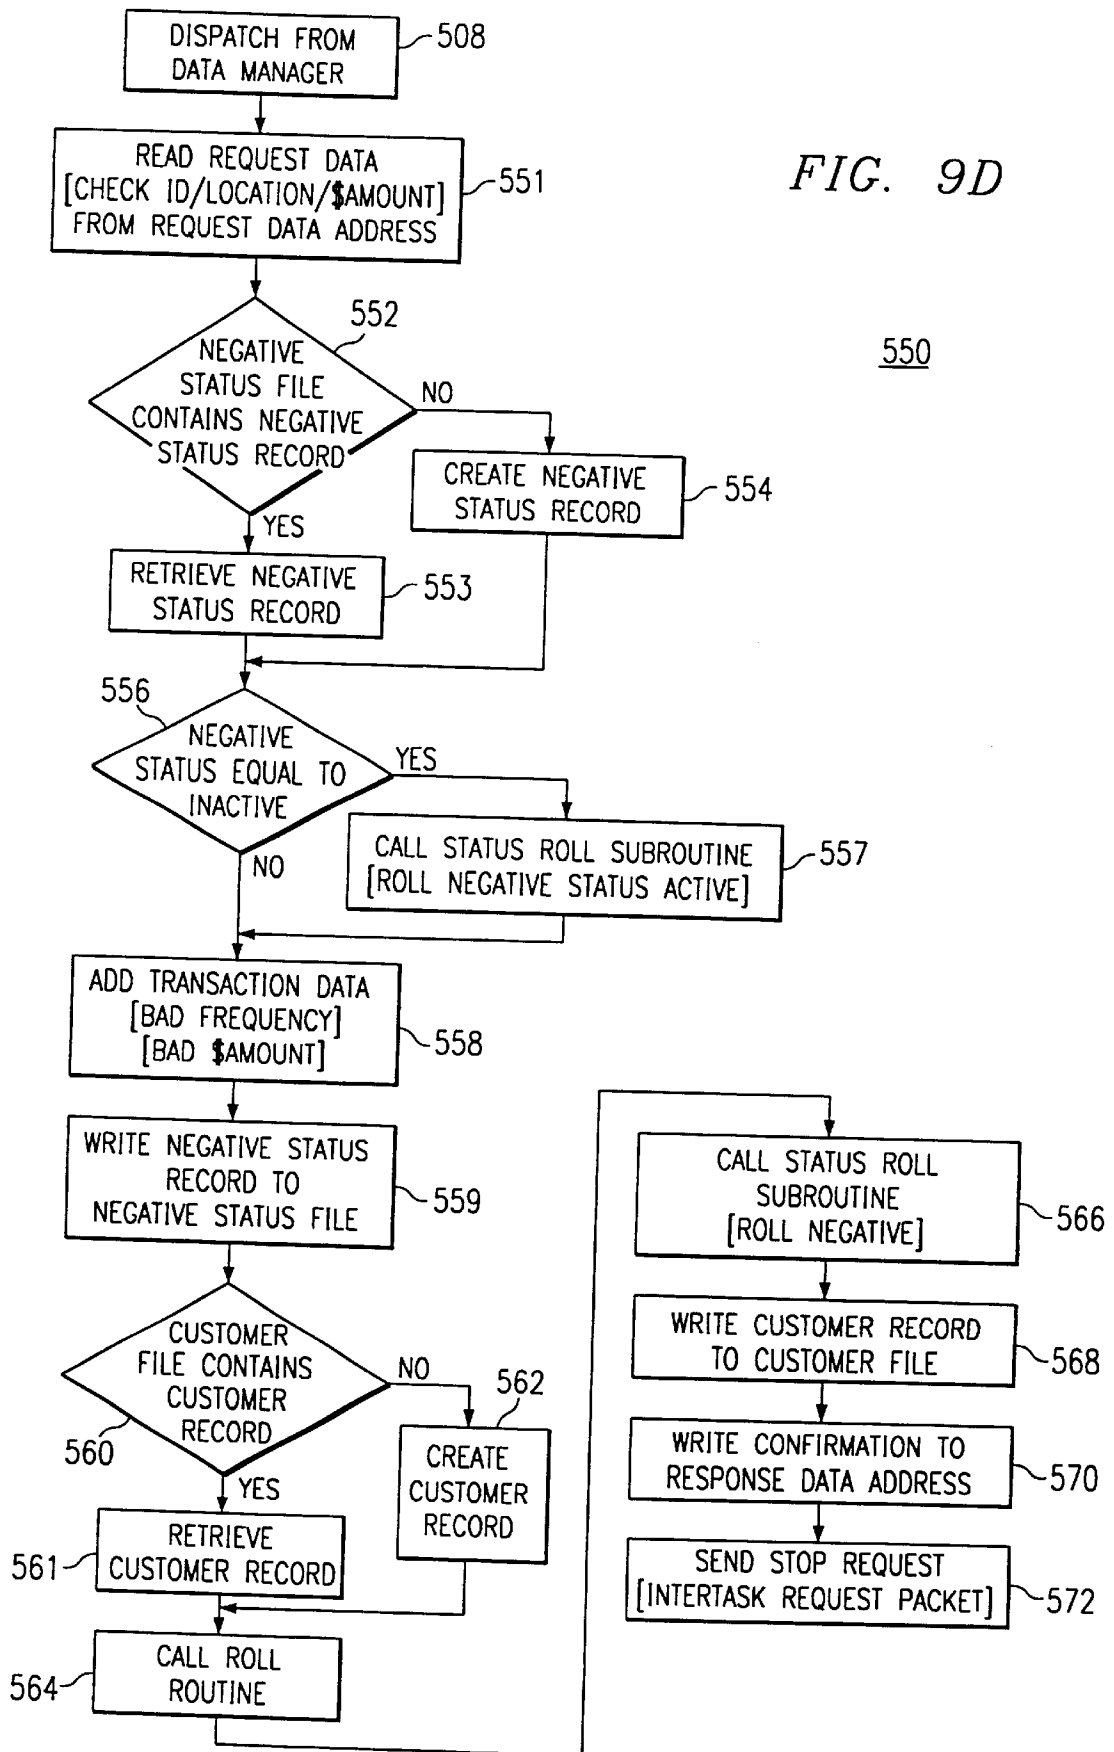 DISPATCH FROM
DATA MANAGER
508
READ REQUEST DATA
[CHECK ID/LOCATION/$AMOUNT]
FROM REQUEST DATA ADDRESS
551
FIG. 9D
550
552
NEGATIVE
STATUS FILE
CONTAINS NEGATIVE
STATUS RECORD
NO
YES
CREATE NEGATIVE
STATUS RECORD
554
RETRIEVE NEGATIVE
STATUS RECORD
553
556
NEGATIVE
STATUS EQUAL TO
INACTIVE
YES
NO
CALL STATUS ROLL SUBROUTINE
[ROLL NEGATIVE STATUS ACTIVE]
557
ADD TRANSACTION DATA
[BAD FREQUENCY]
[BAD $AMOUNT]
558
WRITE NEGATIVE STATUS
RECORD TO
NEGATIVE STATUS FILE
559
CUSTOMER
FILE CONTAINS
CUSTOMER
RECORD
560
NO
YES
562
CREATE
CUSTOMER
RECORD
RETRIEVE
CUSTOMER RECORD
561
CALL ROLL
ROUTINE
564
CALL STATUS ROLL
SUBROUTINE
[ROLL NEGATIVE]
566
WRITE CUSTOMER RECORD
TO CUSTOMER FILE
568
WRITE CONFIRMATION TO
RESPONSE DATA ADDRESS
570
SEND STOP REQUEST
[INTERTASK REQUEST PACKET]
572